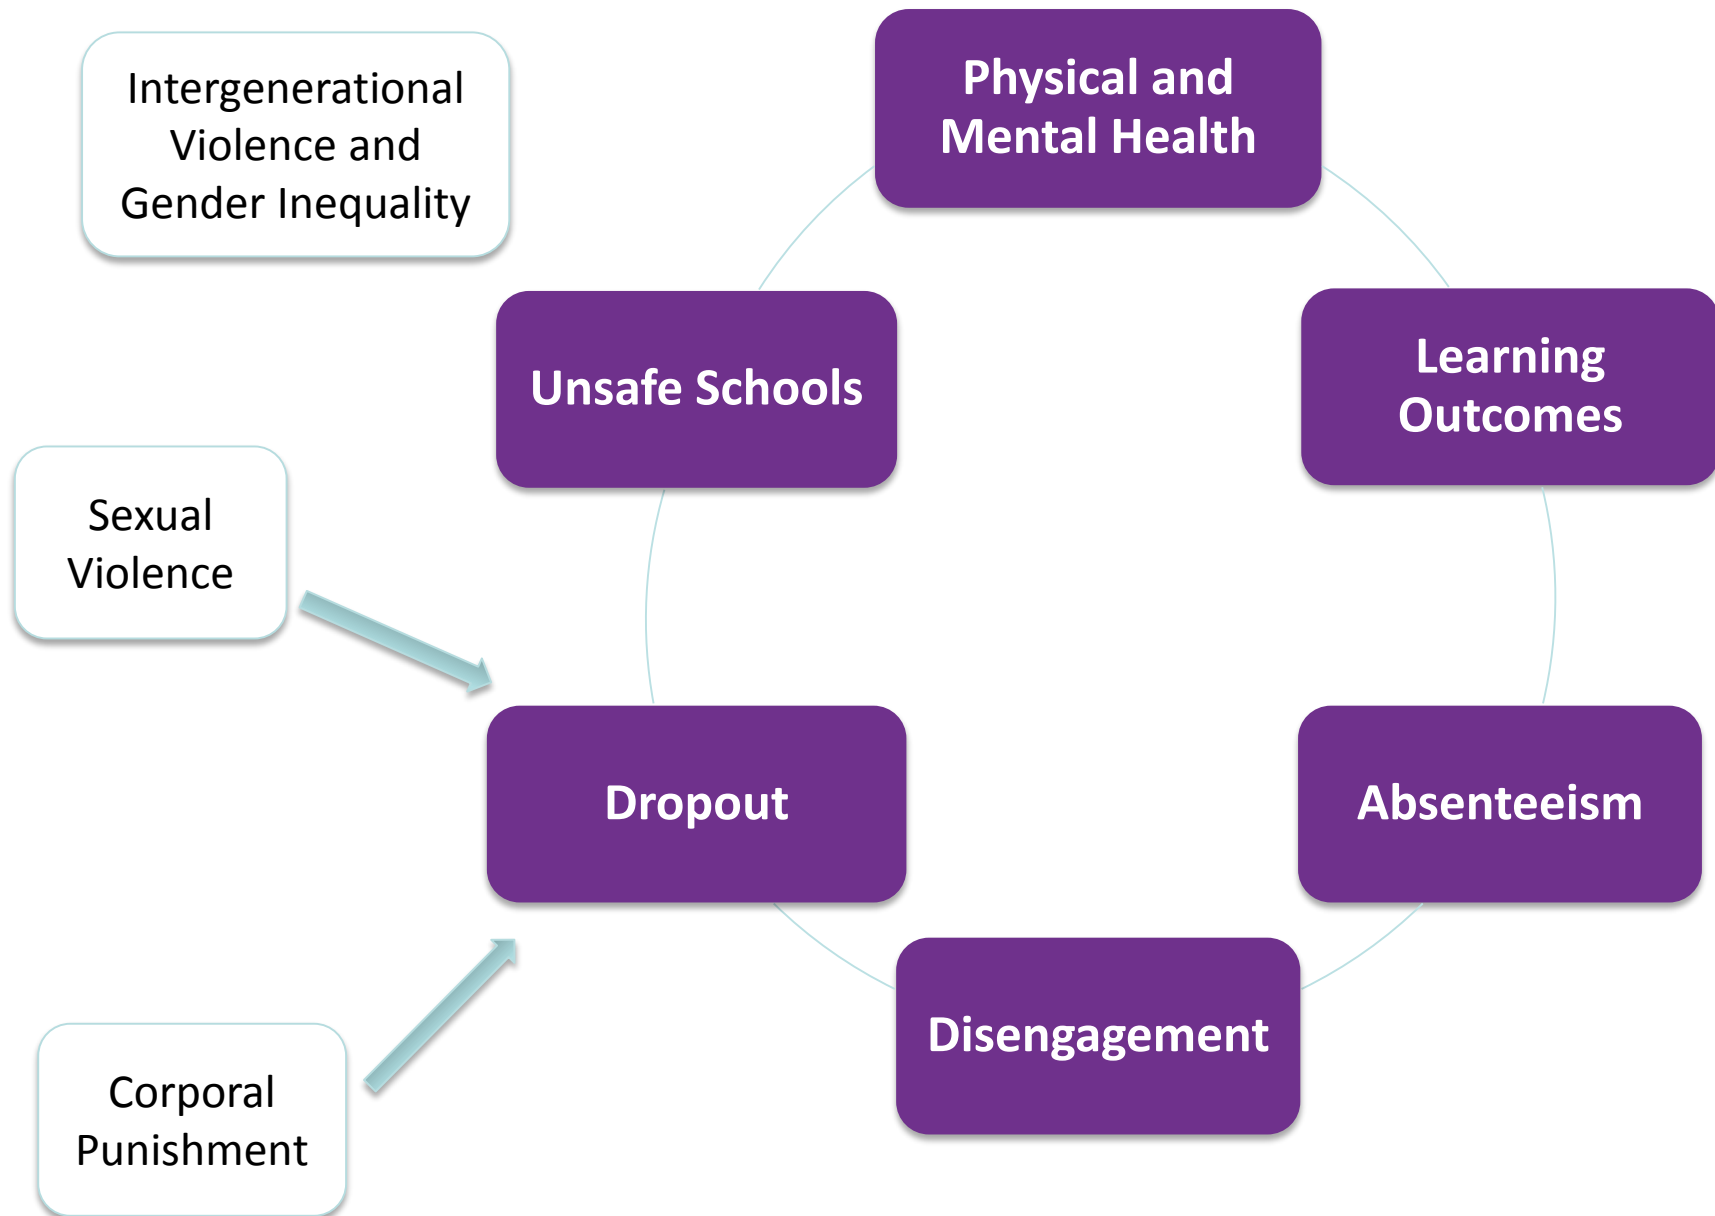 Intergenerational
Violence and
Gender Inequality
Physical and
Mental Health
Unsafe Schools
Learning
Outcomes
Sexual
Violence
Dropout
Absenteeism
Disengagement
Corporal
Punishment